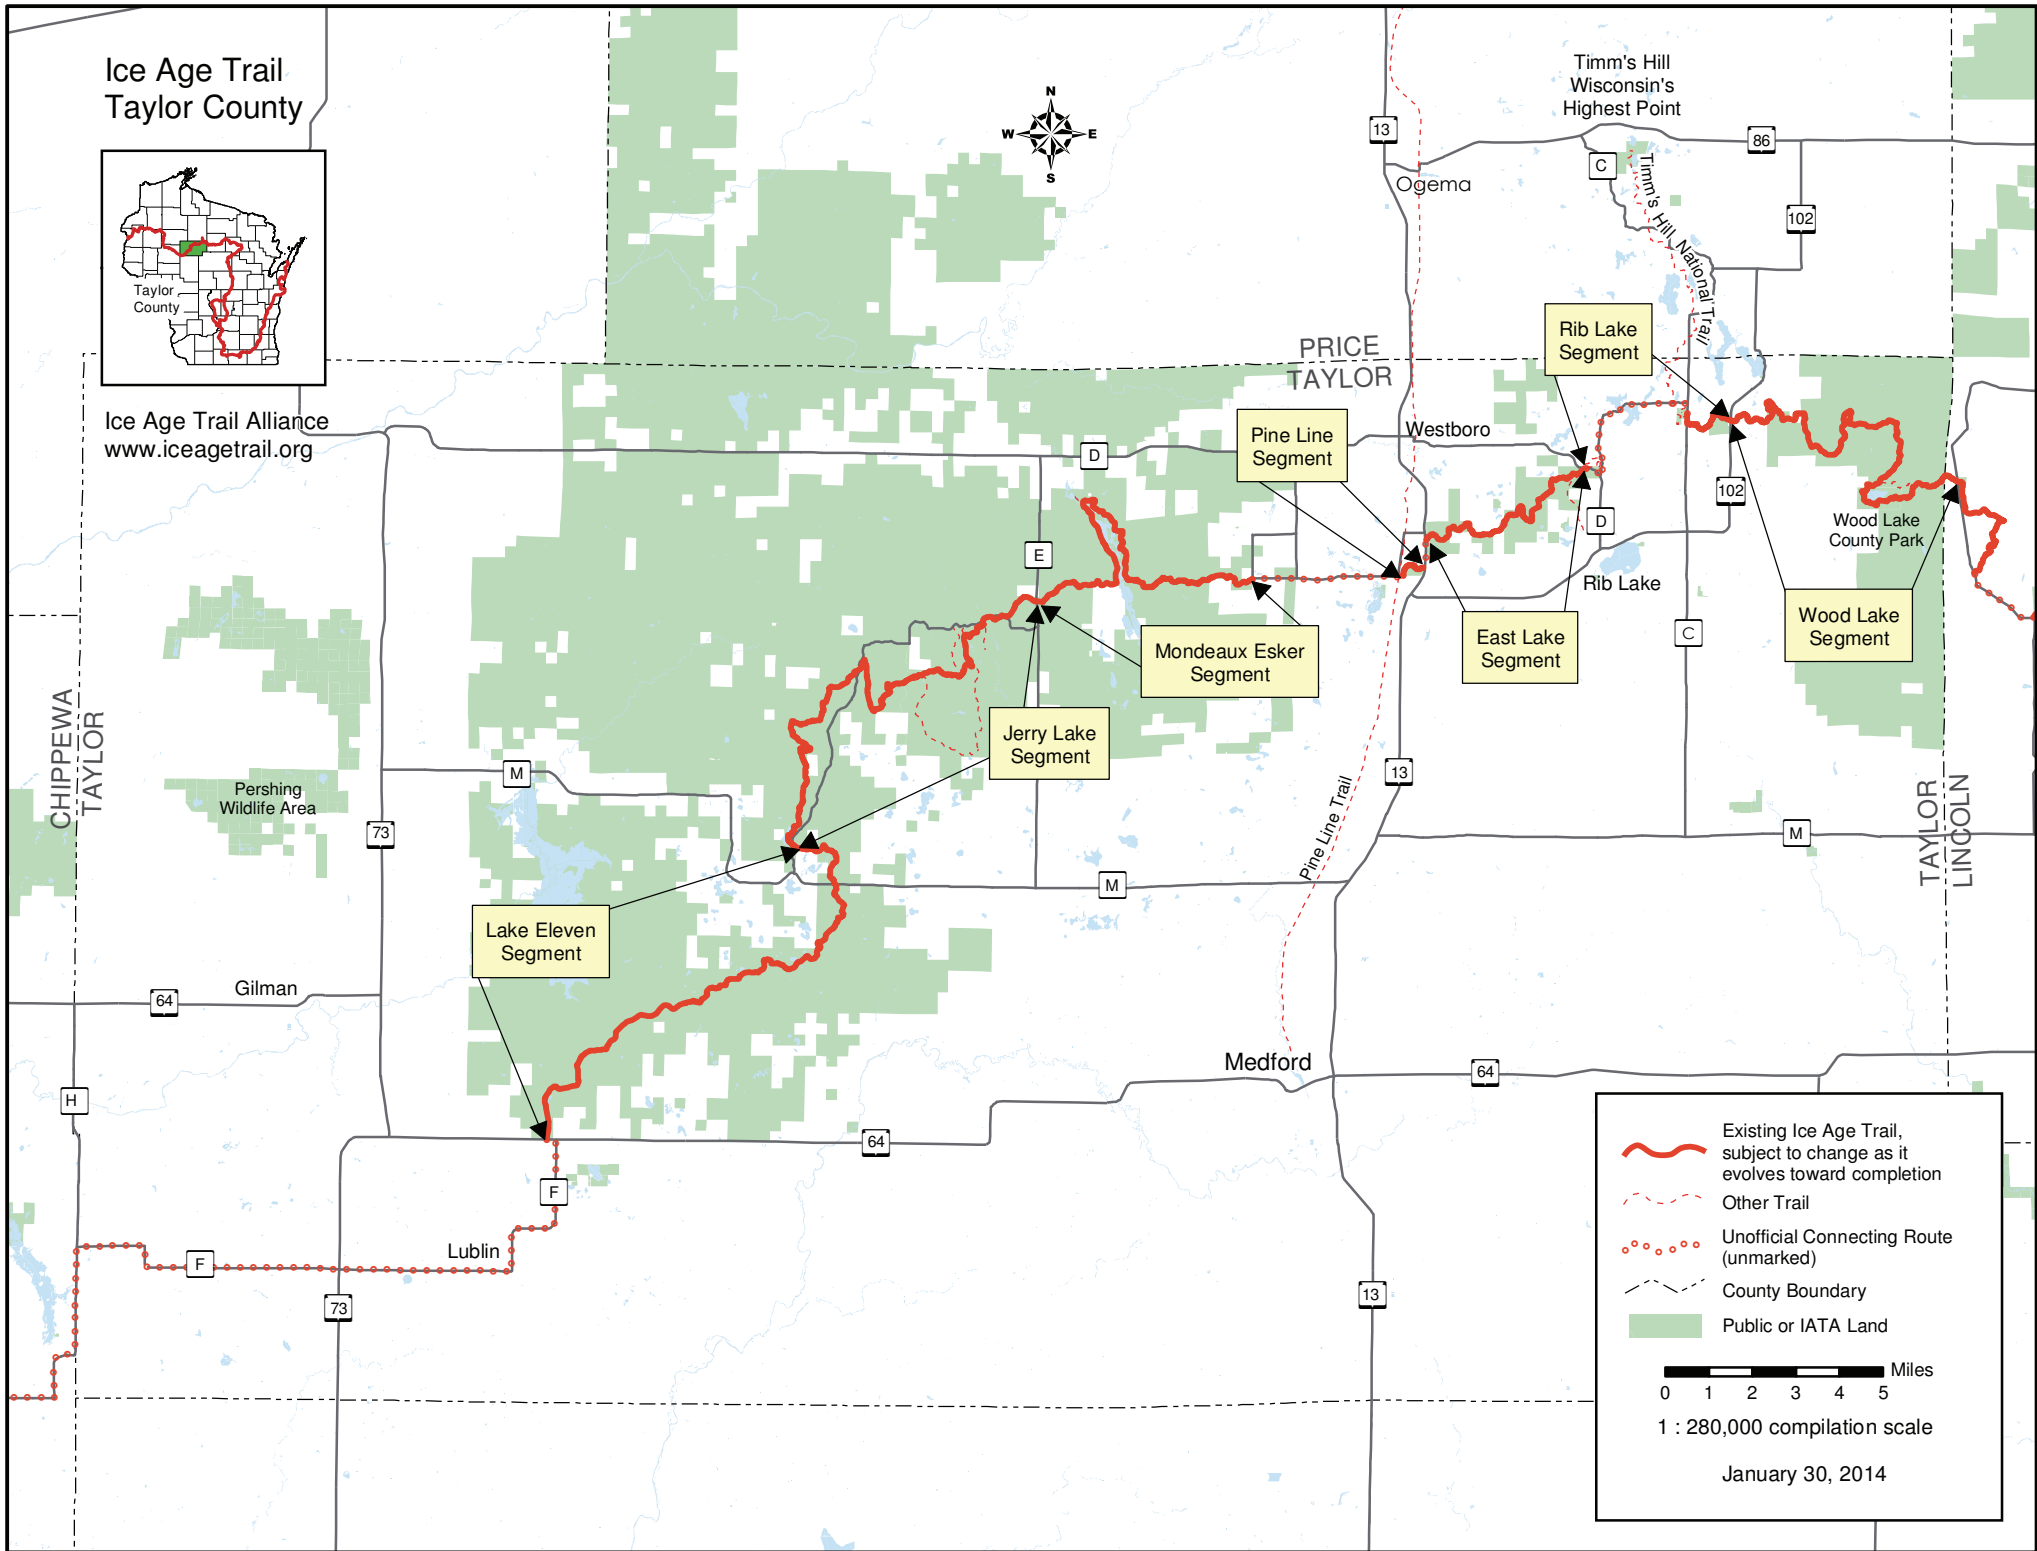 Ice Age Trail
Taylor County
Taylor
County
Ice Age Trail Alliance
www.iceagetrail.org
N
W
E
S
Timm's Hill
Wisconsin's
Highest Point
13
86
C
Ogema
102
Timm's Hill National Trail
PRICE
TAYLOR
Rib Lake
Segment
Pine Line
Segment
Westboro
D
102
D
E
Wood Lake
County Park
Rib Lake
Mondeaux Esker
Segment
East Lake
Segment
Wood Lake
Segment
C
CHIPPEWA
TAYLOR
Jerry Lake
Segment
M
Pershing
Wildlife Area
73
13
Pine Line Trail
M
TAYLOR
LINCOLN
M
Lake Eleven
Segment
Gilman
64
Medford
64
H
64
F
Lublin
F
73
13
Existing Ice Age Trail,
subject to change as it
evolves toward completion
Other Trail
Unofficial Connecting Route
(unmarked)
County Boundary
Public or IATA Land
Miles
0 1 2 3 4 5
1 : 280,000 compilation scale
January 30, 2014